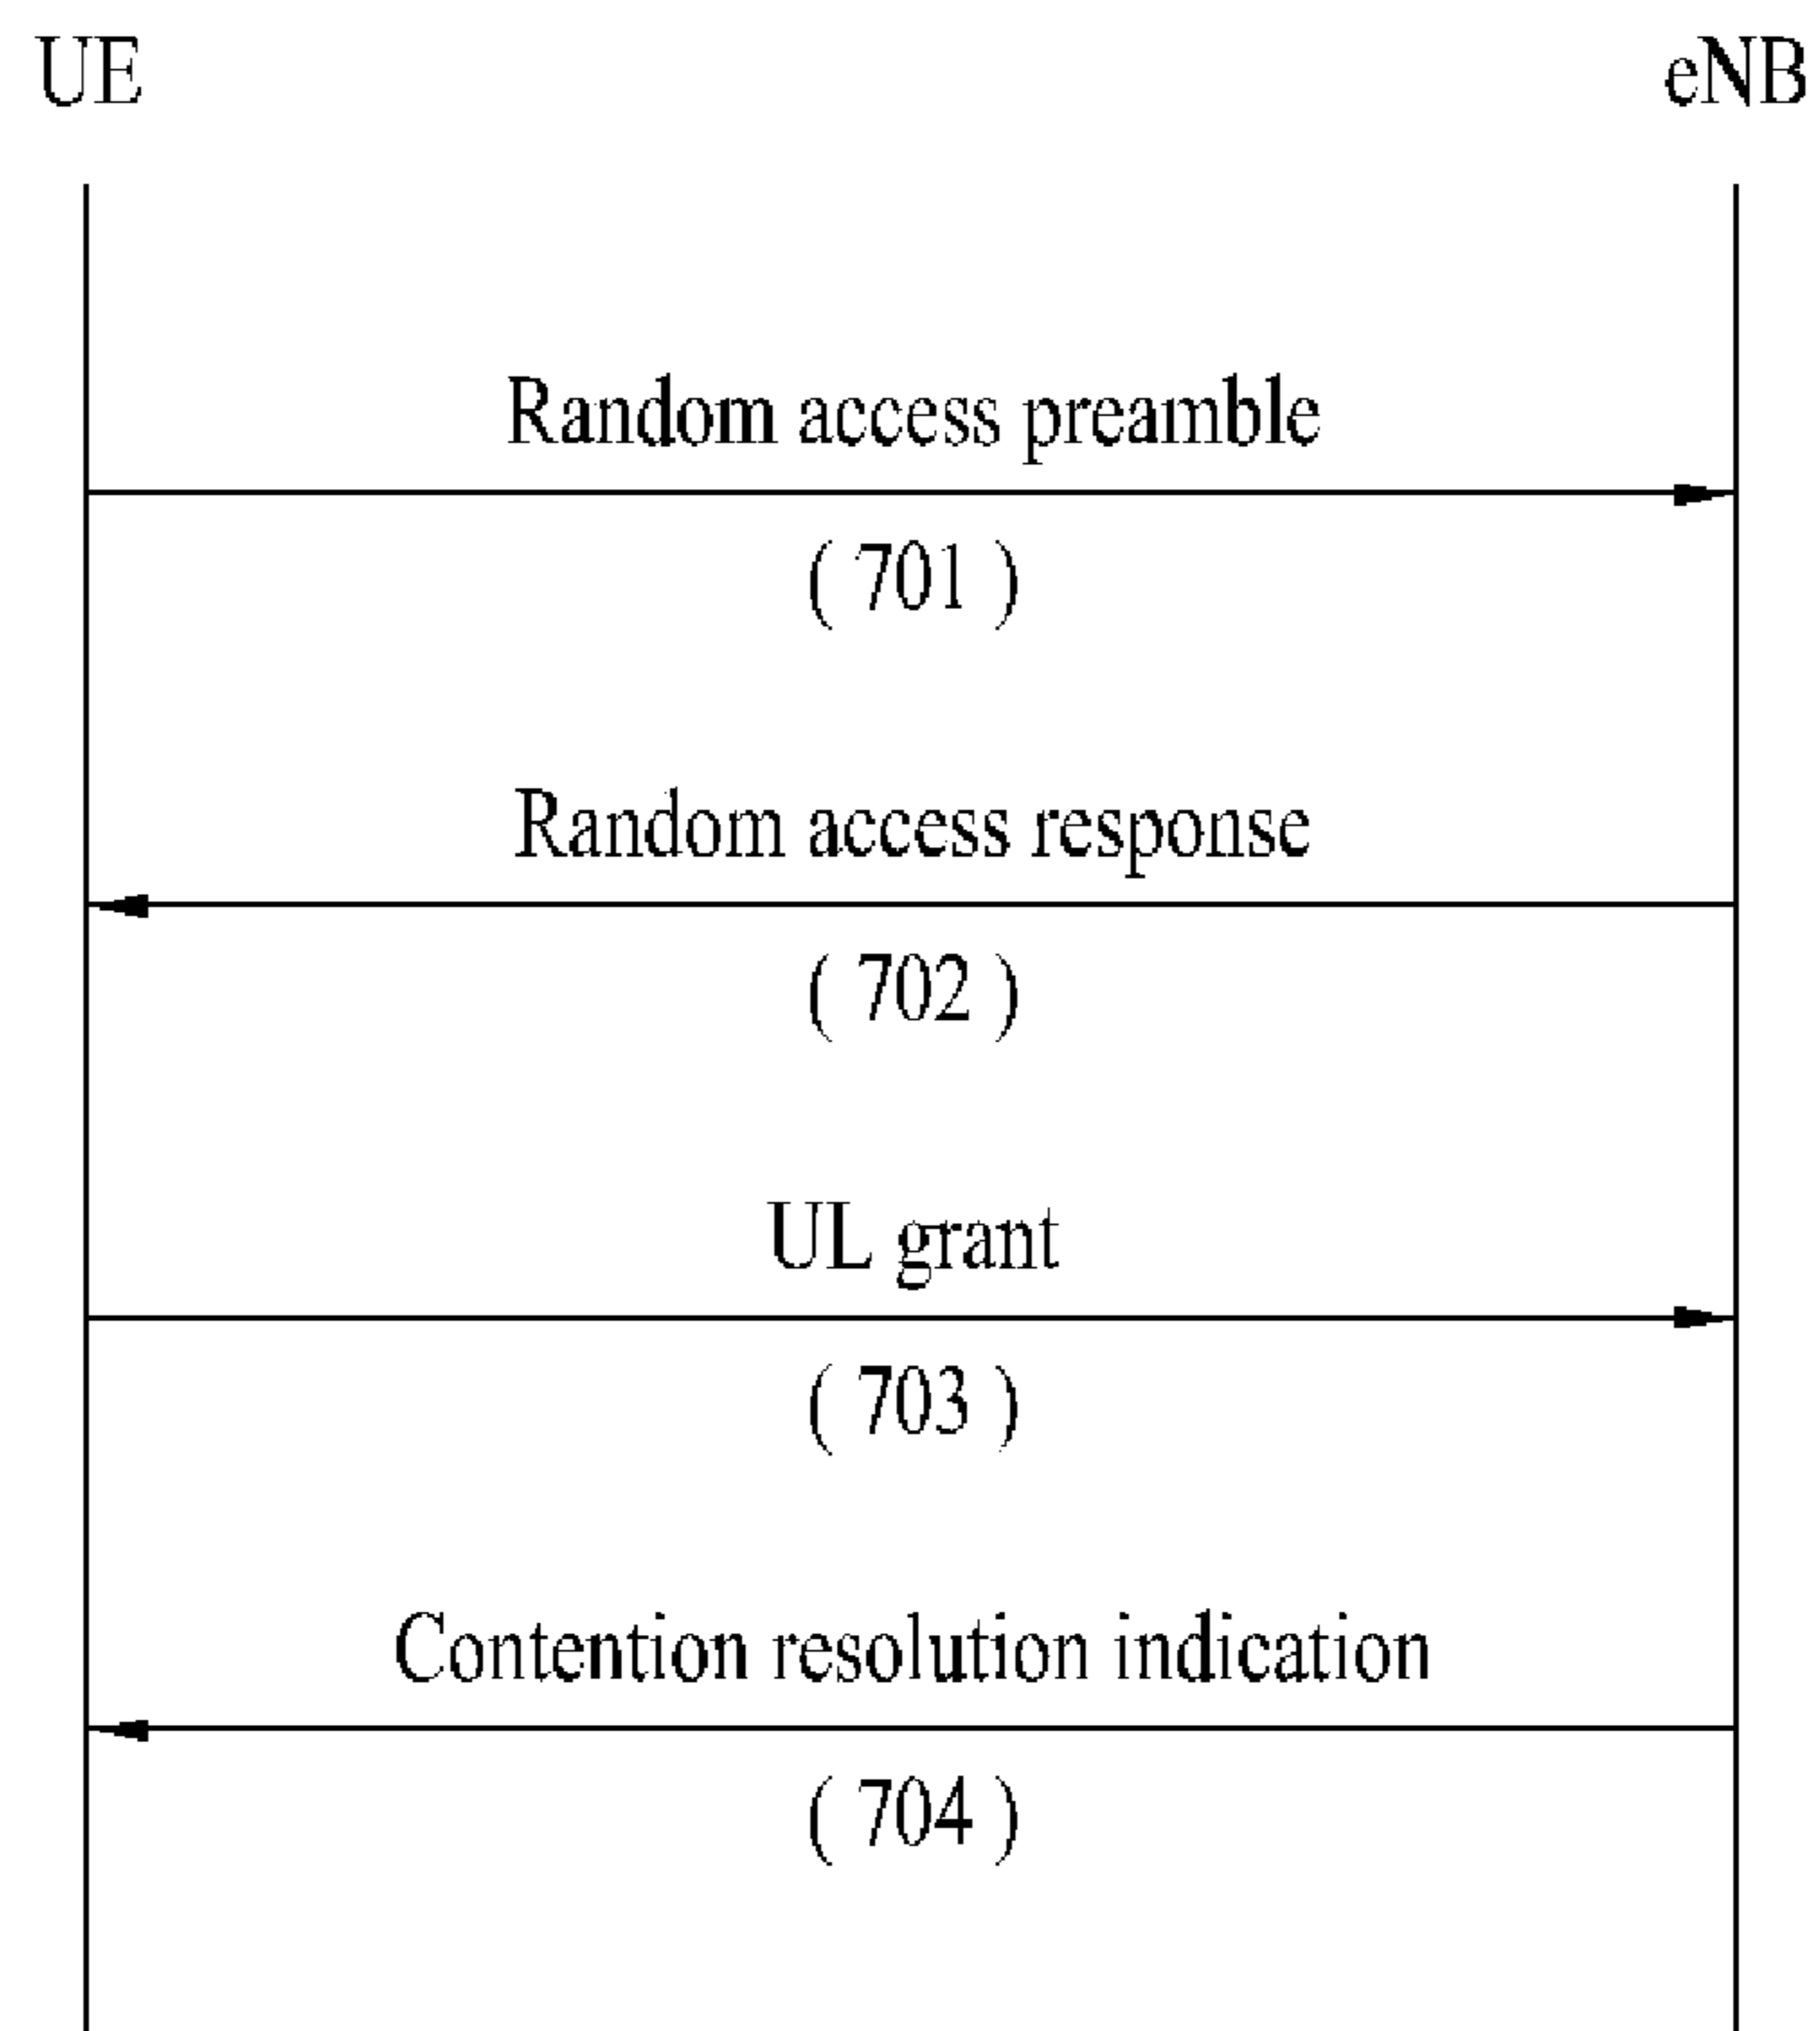 UE eNB
Random access preamble
( 701 )
Random access response
( 702 )
UL grant
( 703 )
Contention resolution indication
( 704 )